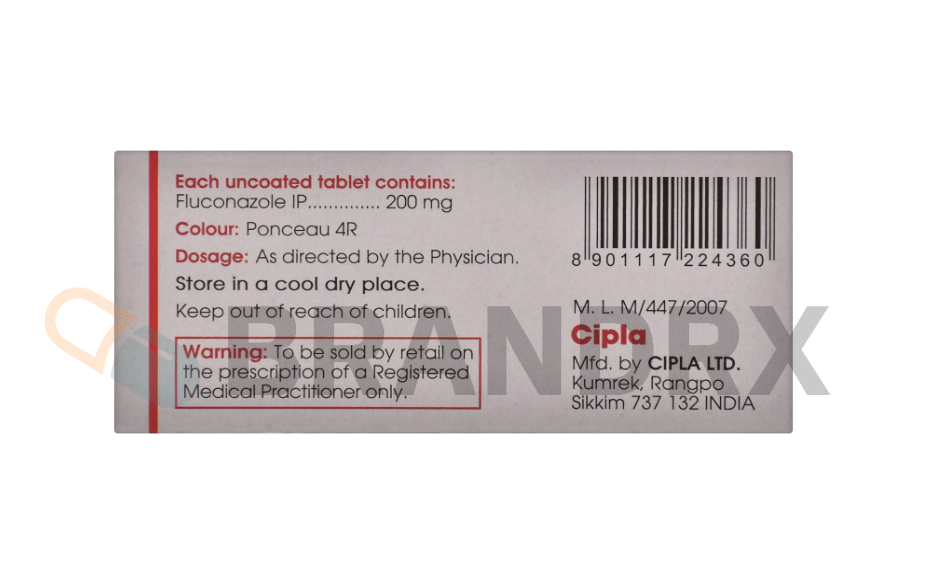 Each uncoated tablet contains:
Fluconazole IP.............. 200 mg
Colour: Ponceau 4R
Dosage: As directed by the Physician.
Store in a cool dry place.
Keep out of reach of children.
Warning: To be sold by retail on
the prescription of a Registered
Medical Practitioner only.
8 901117 224360
M. L. M/447/2007
Cipla
Mfd. by CIPLA LTD.
Kumrek, Rangpo
Sikkim 737 132 INDIA
BRANDRX